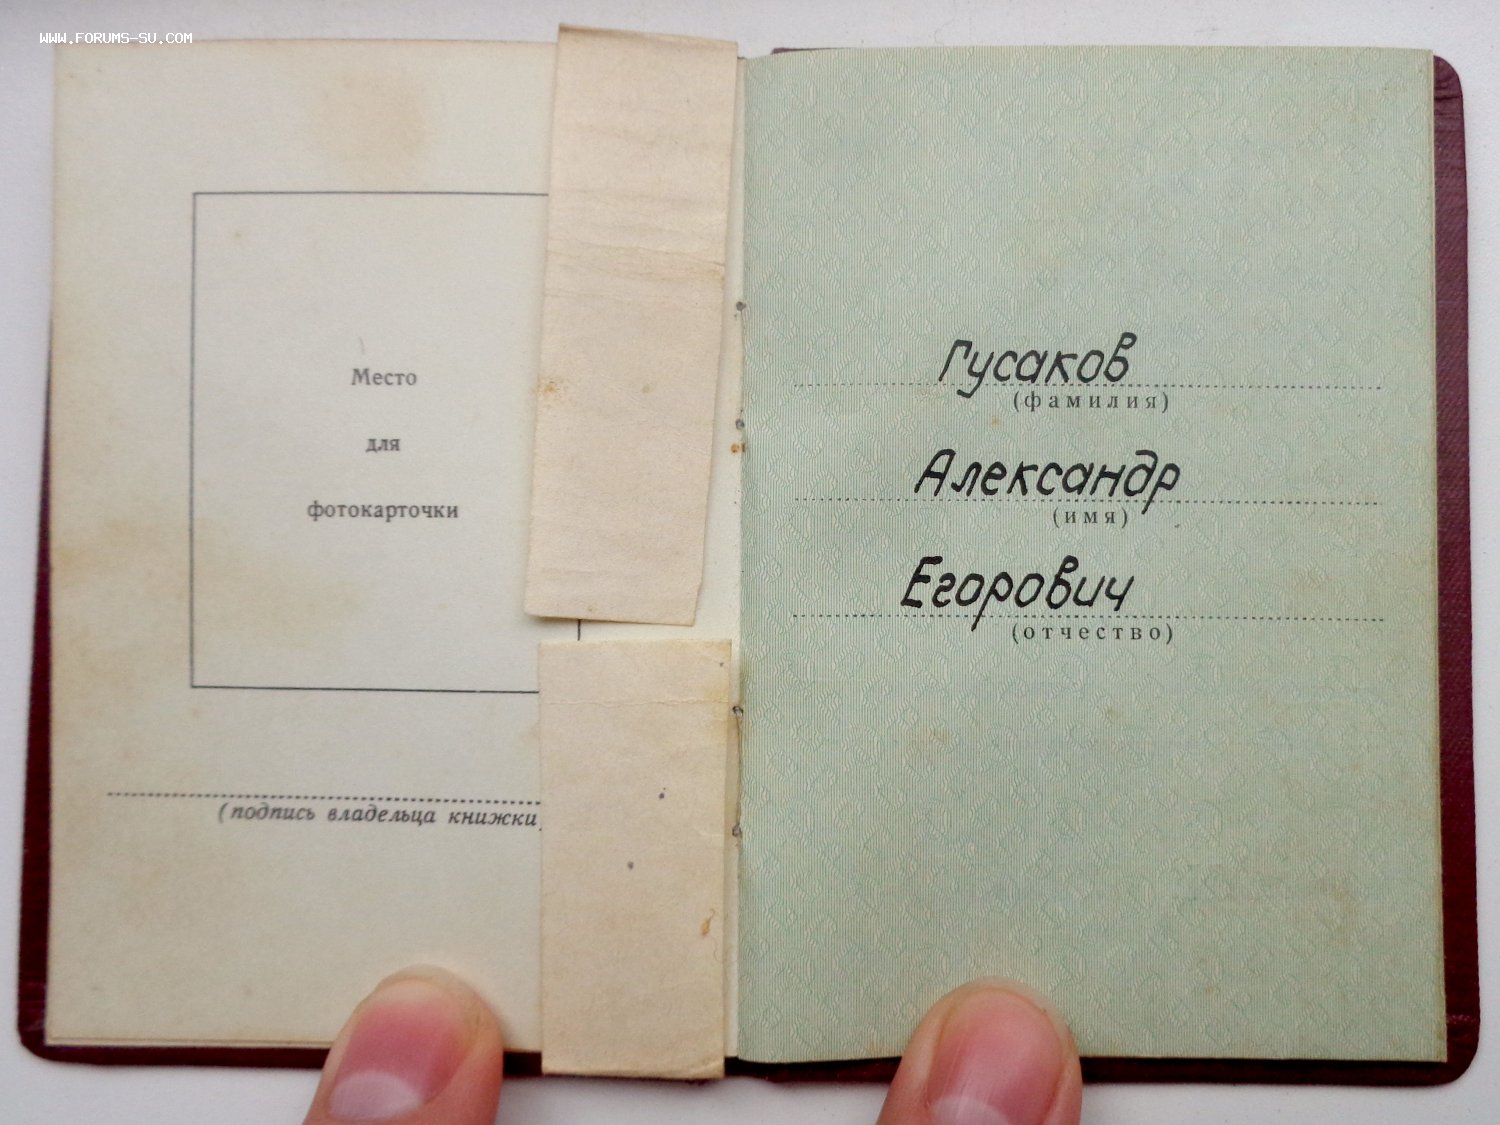 WWW.FORUMS-SU.COM
Место
для
фотокарточки
(подпись владельца книжки)
Гусаков
(фамилия)
Александр
(имя)
Егорович
(отчество)